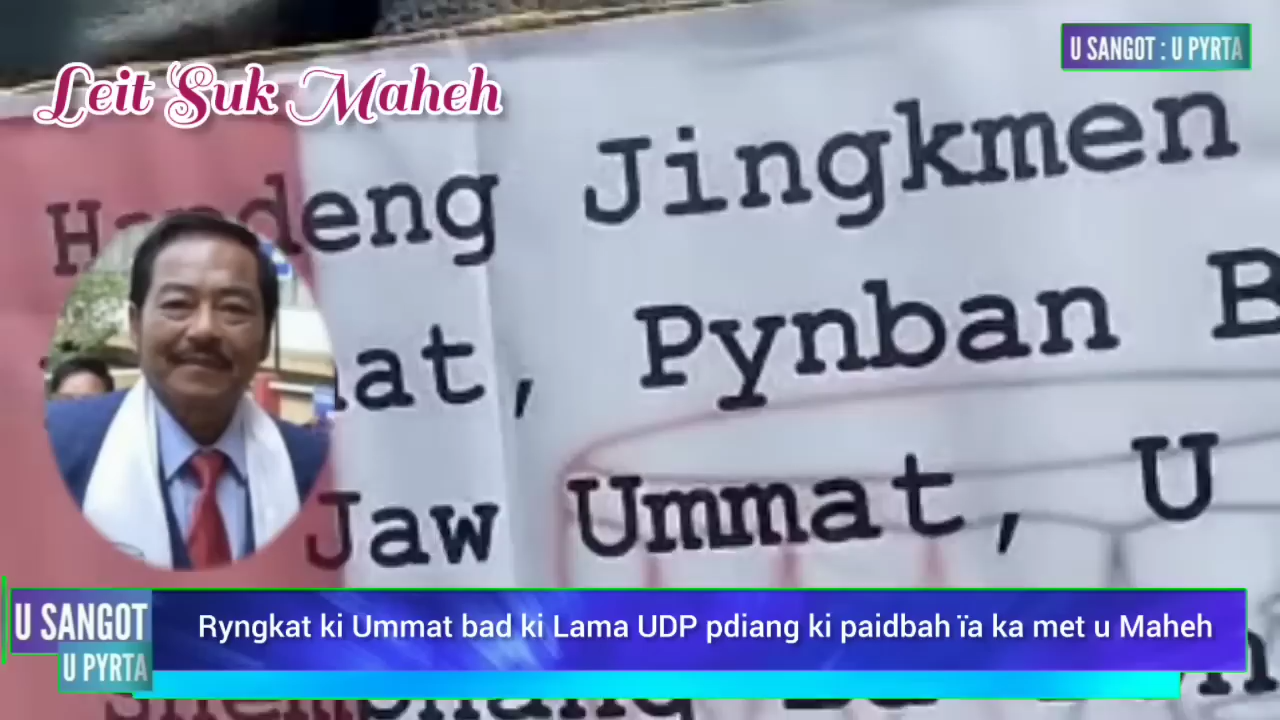 U SANGOT : U PYRTA
Leit Suk Maheh
Jingkmen
Pynban
Jaw Ummat, U
U SANGOT
U PYRTA
Ryngkat ki Ummat bad ki Lama UDP pdiang ki paidbah ïa ka met u Maheh